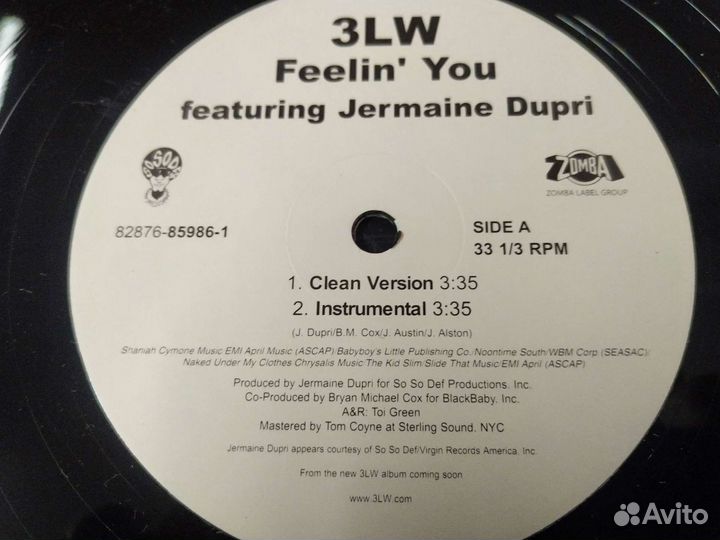 3LW
Feelin' You
featuring Jermaine Dupri
SO SO DEF
ZOMBA
ZOMBA LABEL GROUP
82876-85986-1
SIDE A
33 1/3 RPM
1. Clean Version 3:35
2. Instrumental 3:35
(J. Dupri/B.M. Cox/J. Austin/J. Alston)
Shaniah Cymone Music/EMI April Music (ASCAP)/Babyboy's Little Publishing Co./Noontime South/WBM Corp (SEASAC)/
Naked Under My Clothes Chrysalis Music/The Kid Slim/Slide That Music/EMI April (ASCAP)
Produced by Jermaine Dupri for So So Def Productions. Inc.
Co-Produced by Bryan Michael Cox for BlackBaby. Inc.
A&R: Toi Green
Mastered by Tom Coyne at Sterling Sound. NYC
Jermaine Dupri appears courtesy of So So Def/Virgin Records America, Inc.
From the new 3LW album coming soon
www.3LW.com
Avito